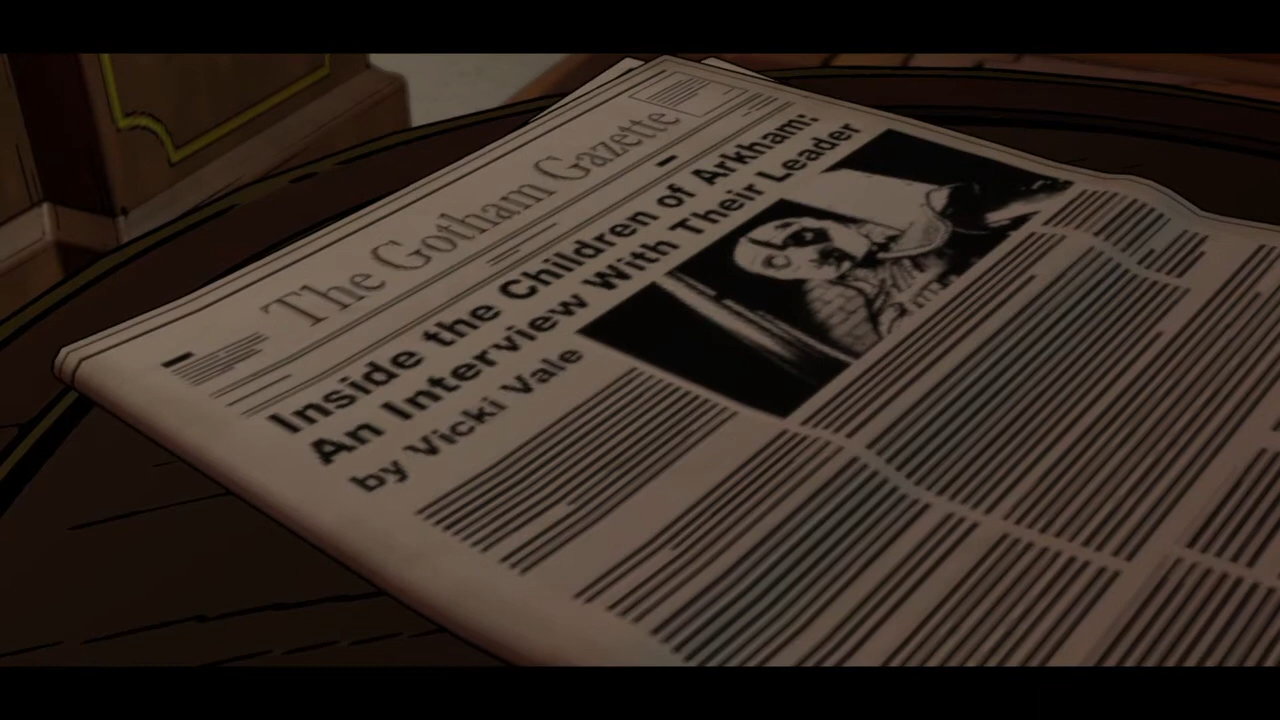 The Gotham Gazette
Inside the Children of Arkham:
An Interview With Their Leader
by Vicki Vale